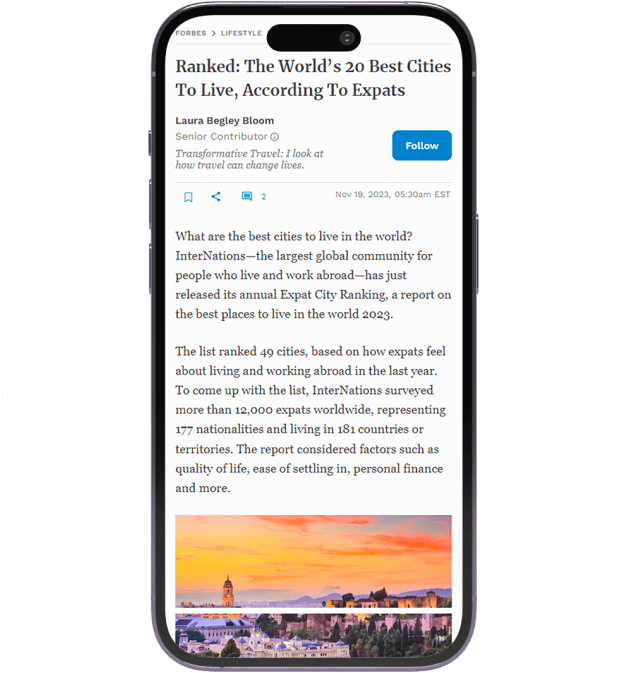 FORBES > LIFESTYLE
Ranked: The World's 20 Best Cities
To Live, According To Expats
Laura Begley Bloom
Senior Contributor
Follow
Transformative Travel: I look at
how travel can change lives.
2
Nov 19, 2023, 05:30am EST
What are the best cities to live in the world?
InterNations—the largest global community for
people who live and work abroad—has just
released its annual Expat City Ranking, a report on
the best places to live in the world 2023.
The list ranked 49 cities, based on how expats feel
about living and working abroad in the last year.
To come up with the list, InterNations surveyed
more than 12,000 expats worldwide, representing
177 nationalities and living in 181 countries or
territories. The report considered factors such as
quality of life, ease of settling in, personal finance
and more.